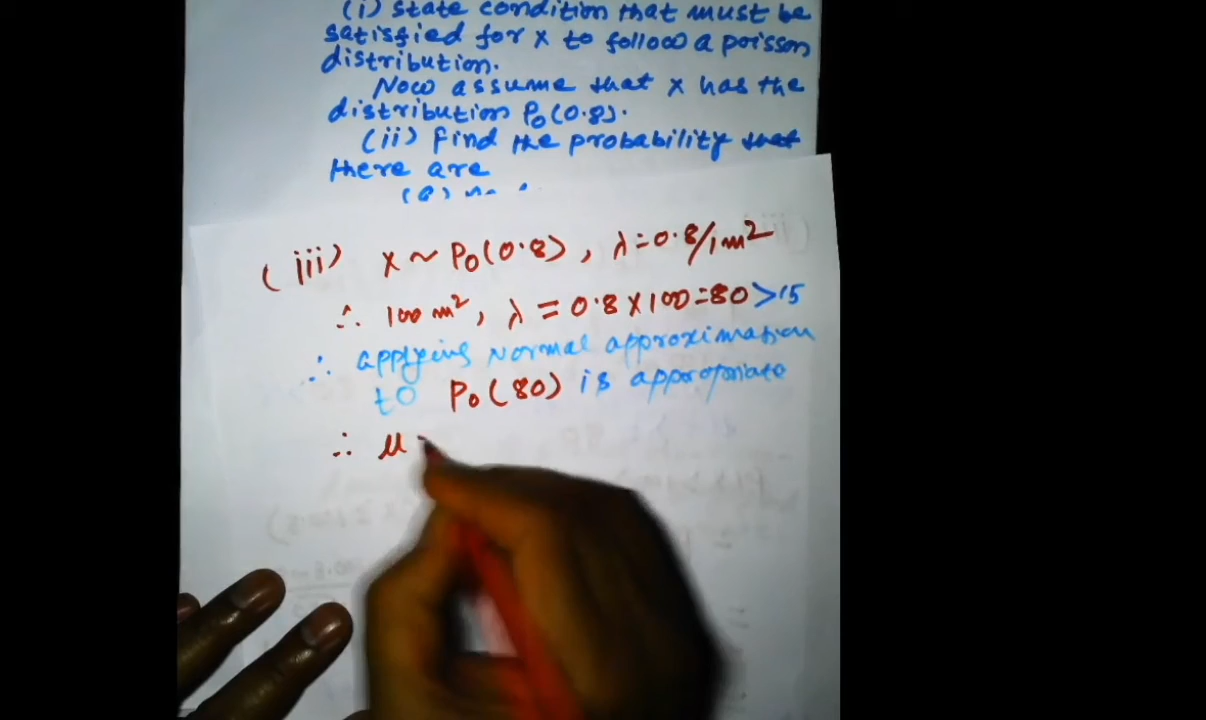 (i) state condition that must be
satisfied for x to follow a poisson
distribution.
Now assume that x has the
distribution Po(0.8).
(ii) Find the probability that
there are
(a)
(iii) x ~ Po(0.8), λ=0.8/1m²
∴ 100 m², λ = 0.8×100=80>15
∴ applying Normal approximation
to Po(80) is appropriate
∴ μ